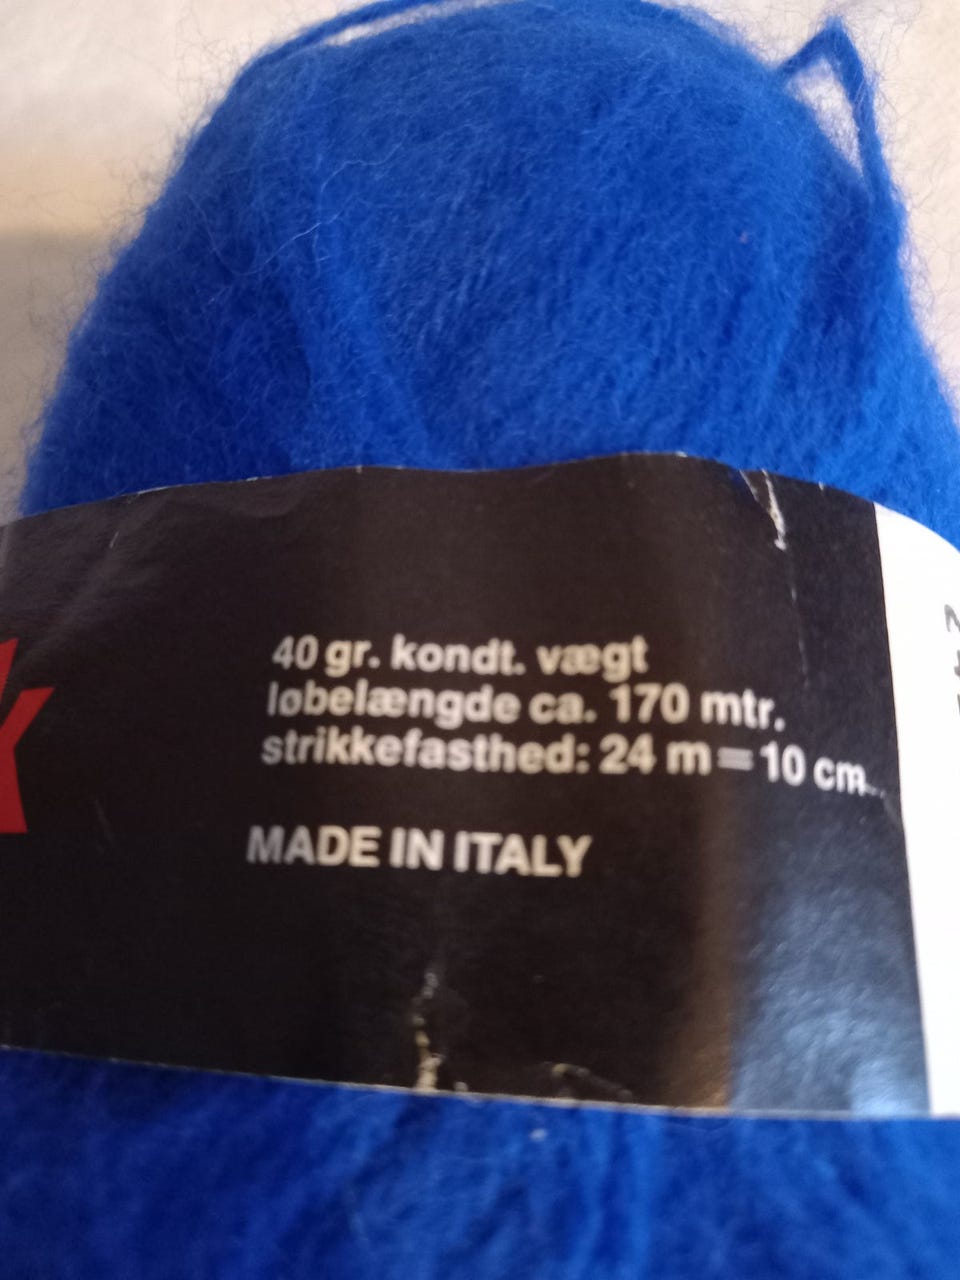 40 gr. kondt. vægt
løbelængde ca. 170 mtr.
strikkefasthed: 24 m = 10 cm
MADE IN ITALY